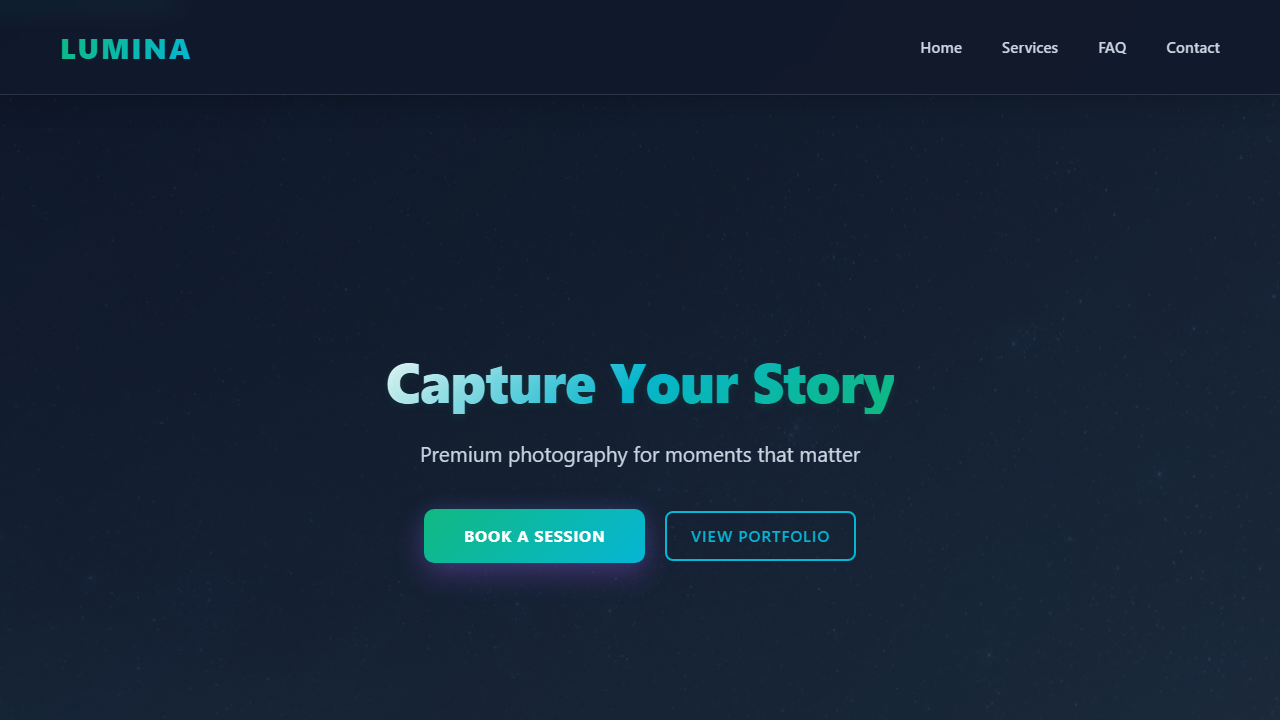 LUMINA
Home Services FAQ Contact
Capture Your Story
Premium photography for moments that matter
BOOK A SESSION
VIEW PORTFOLIO